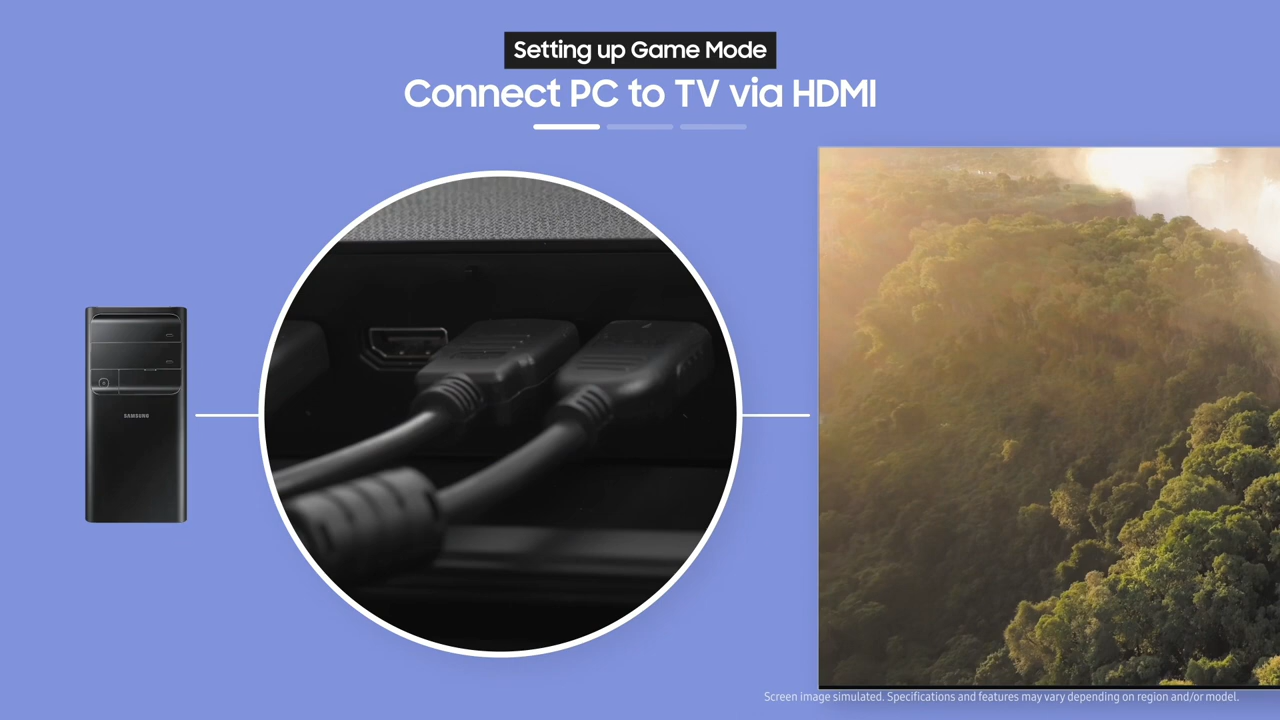 Setting up Game Mode
Connect PC to TV via HDMI
SAMSUNG
Screen image simulated. Specifications and features may vary depending on region and/or model.